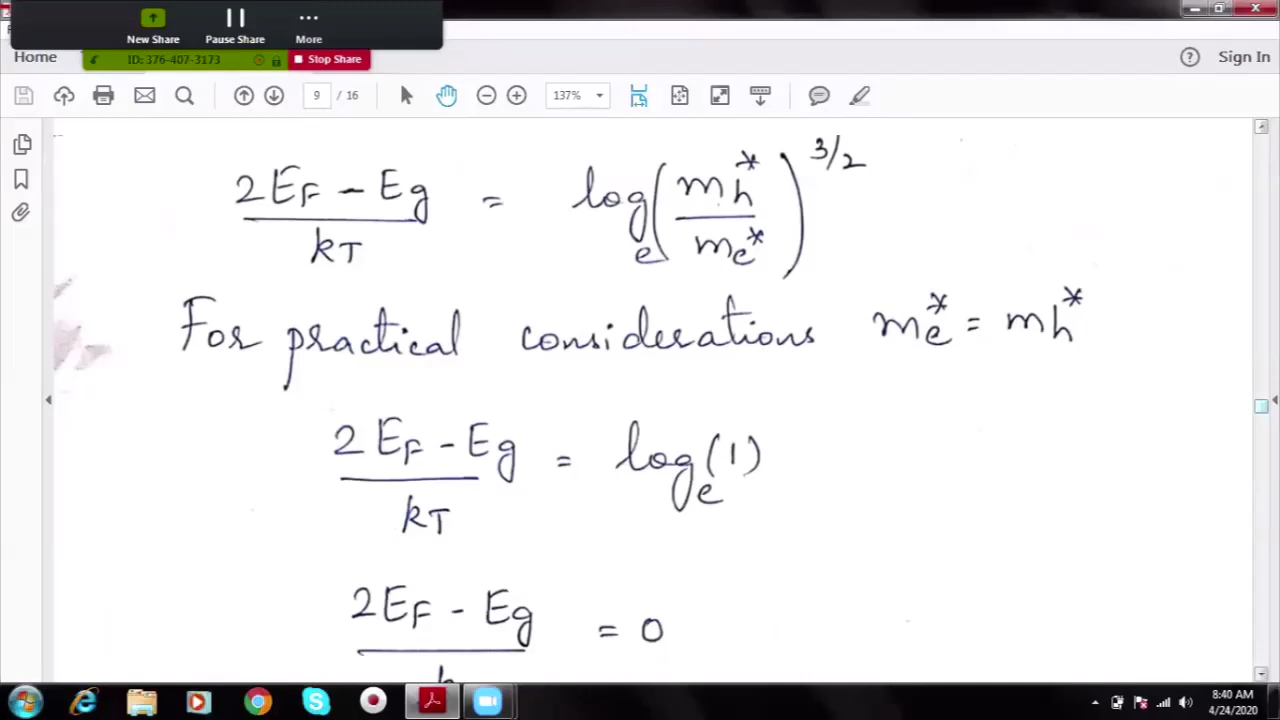 New Share Pause Share More
Home ID: 376-407-3173 Stop Share Sign In
9 / 16 137%
2EF - Eg / kT = loge (mh* / me*)^3/2
For practical considerations me* = mh*
2EF - Eg / kT = loge (1)
2EF - Eg = 0
8:40 AM
4/24/2020